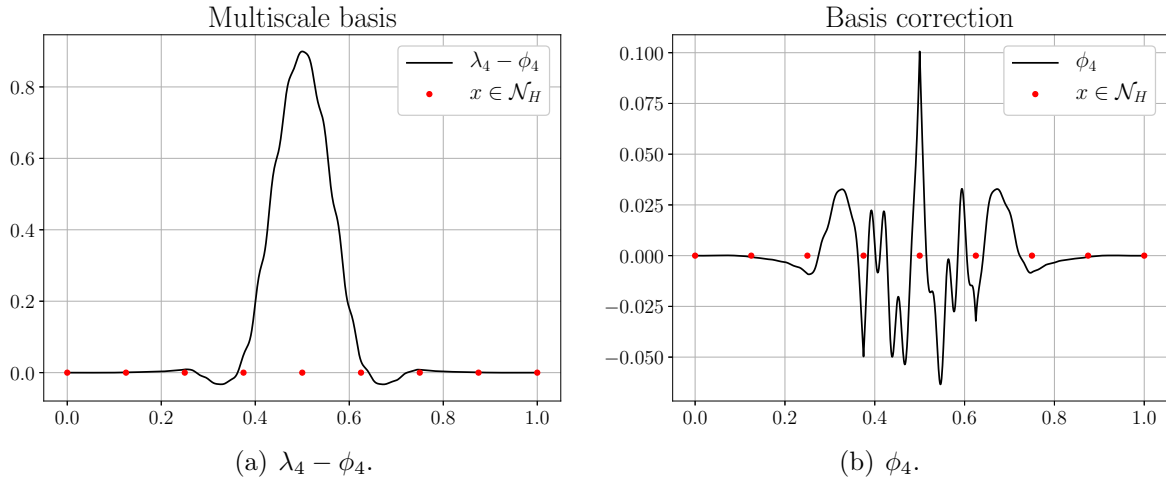 Multiscale basis
λ₄ − ϕ₄
x ∈ 𝒩_H
0.8
0.6
0.4
0.2
0.0
0.0 0.2 0.4 0.6 0.8 1.0
(a) λ₄ − ϕ₄.
Basis correction
ϕ₄
x ∈ 𝒩_H
0.100
0.075
0.050
0.025
0.000
−0.025
−0.050
0.0 0.2 0.4 0.6 0.8 1.0
(b) ϕ₄.